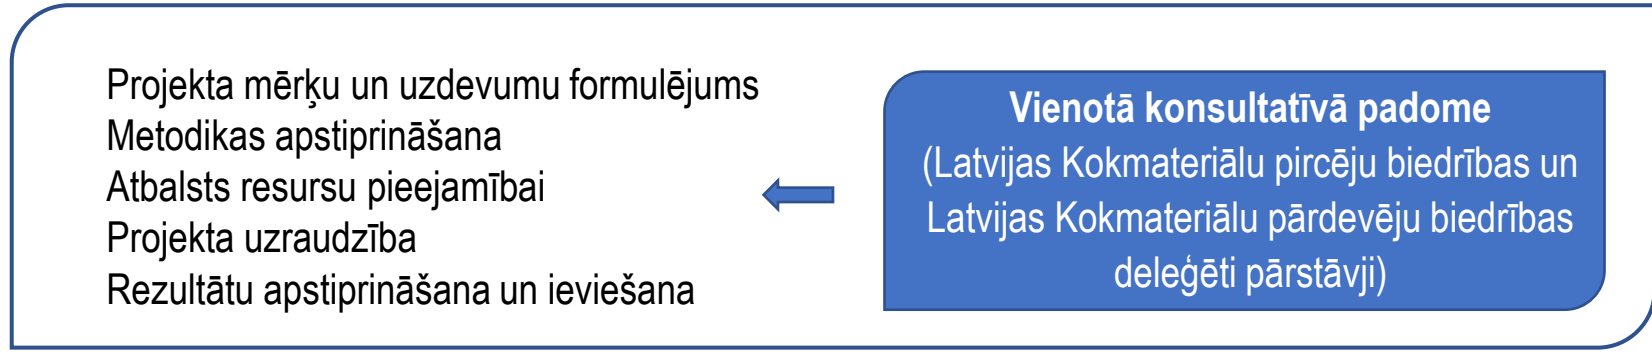 Projekta mērķu un uzdevumu formulējums
Metodikas apstiprināšana
Atbalsts resursu pieejamībai
Projekta uzraudzība
Rezultātu apstiprināšana un ieviešana
Vienotā konsultatīvā padome
(Latvijas Kokmateriālu pircēju biedrības un
Latvijas Kokmateriālu pārdevēju biedrības
deleģēti pārstāvji)